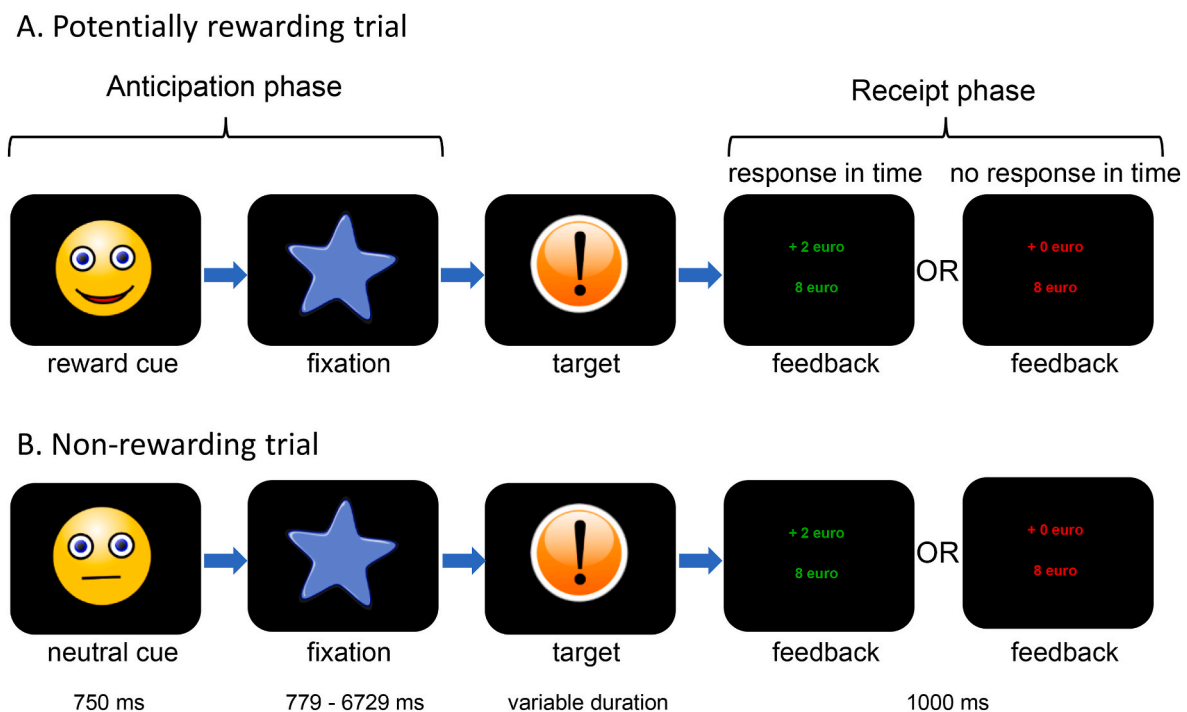 A. Potentially rewarding trial
Anticipation phase
Receipt phase
response in time
no response in time
+ 2 euro
8 euro
OR
+ 0 euro
8 euro
reward cue
fixation
target
feedback
feedback
B. Non-rewarding trial
+ 2 euro
8 euro
OR
+ 0 euro
8 euro
neutral cue
fixation
target
feedback
feedback
750 ms
779 - 6729 ms
variable duration
1000 ms